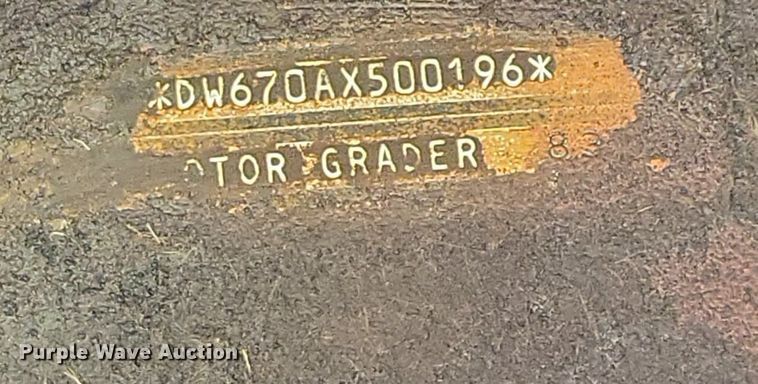 *DW670AX500196*
OTOR GRADER
Purple Wave Auction